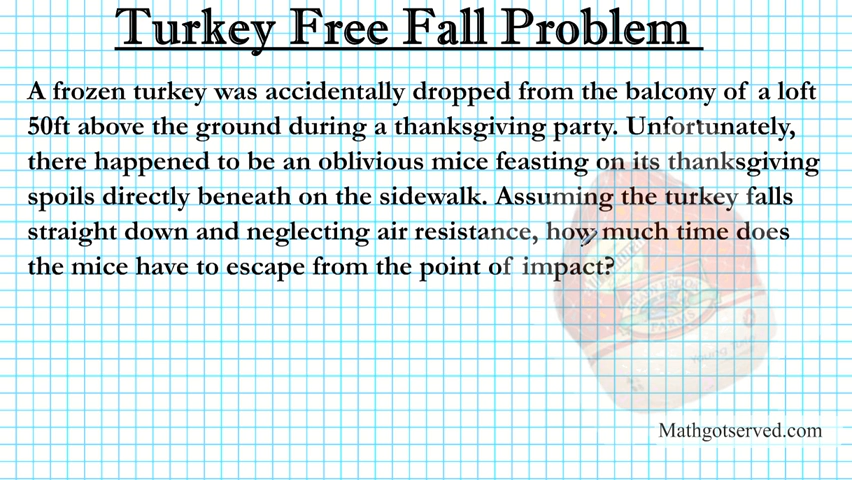 Turkey Free Fall Problem
A frozen turkey was accidentally dropped from the balcony of a loft
50ft above the ground during a thanksgiving party. Unfortunately,
there happened to be an oblivious mice feasting on its thanksgiving
spoils directly beneath on the sidewalk. Assuming the turkey falls
straight down and neglecting air resistance, how much time does
the mice have to escape from the point of impact?
FARMS
Mathgotserved.com